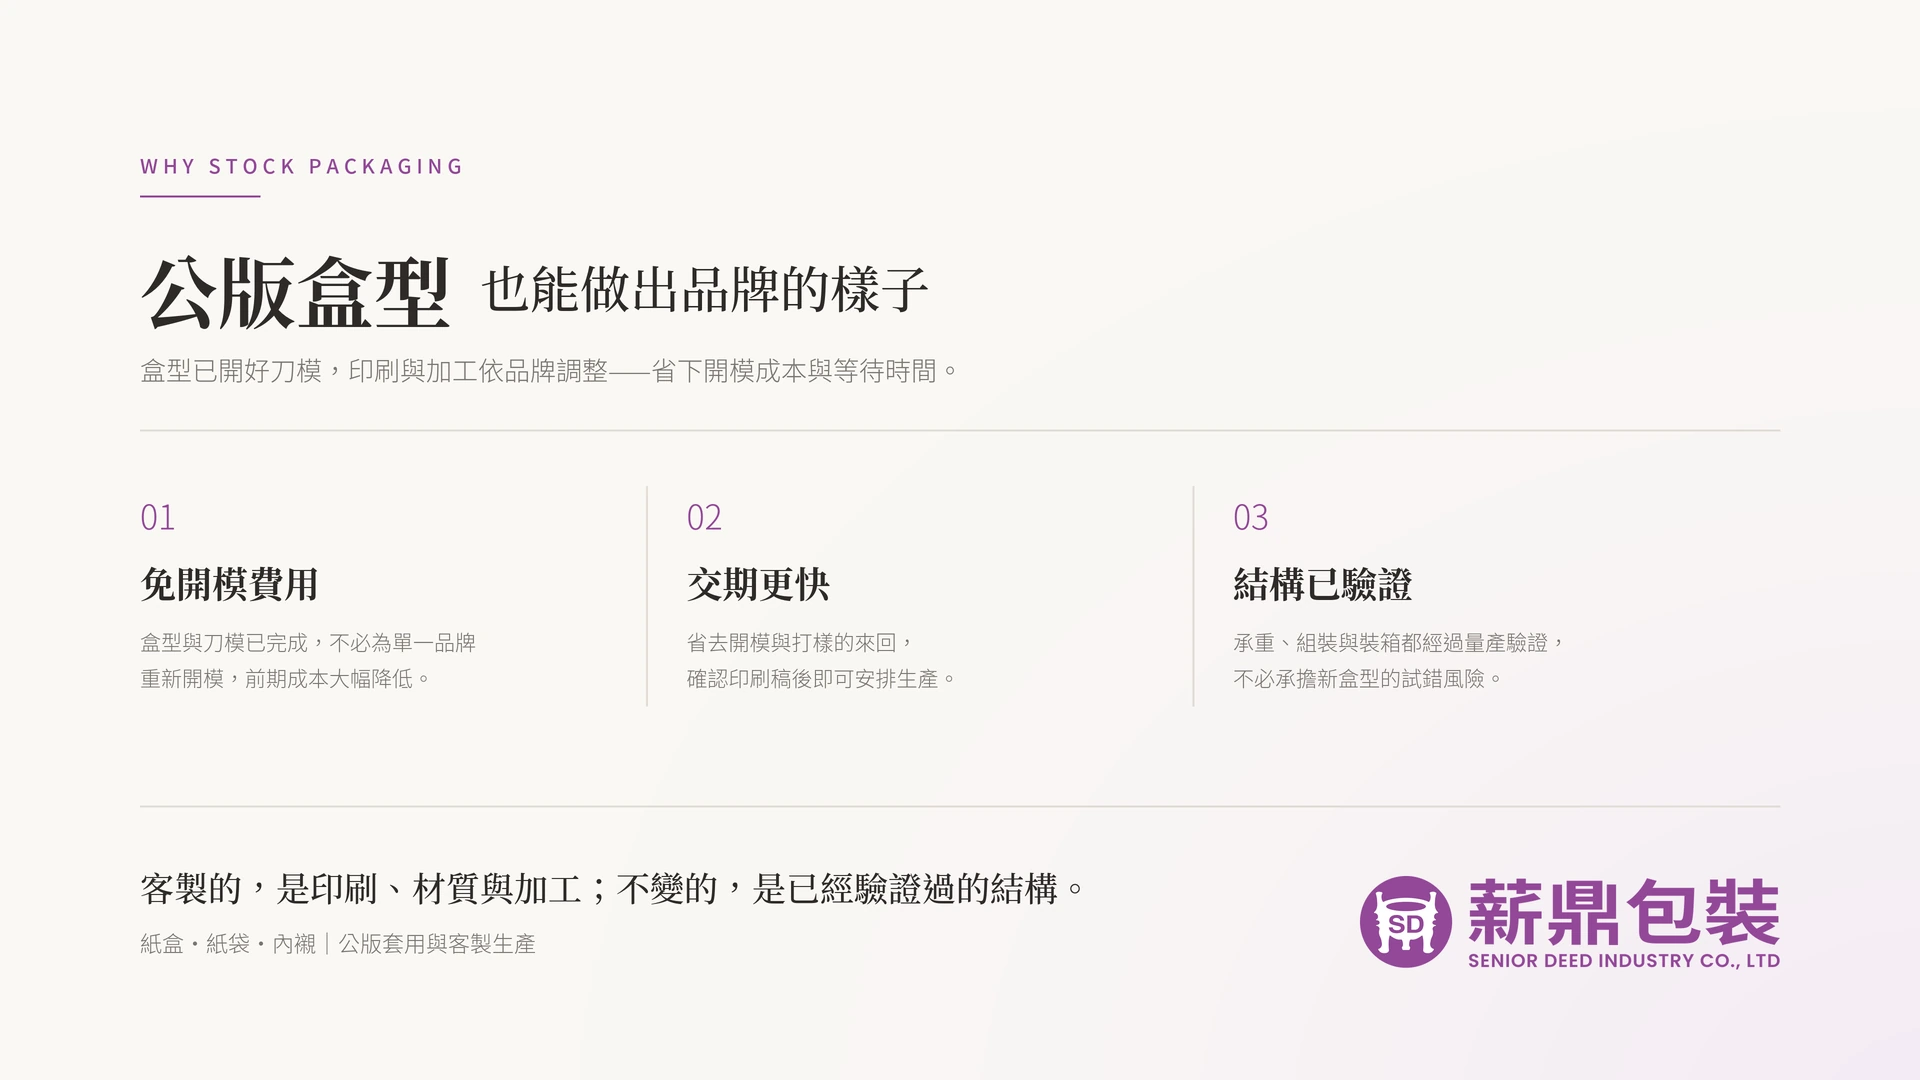 WHY STOCK PACKAGING
公版盒型 也能做出品牌的樣子
盒型已開好刀模，印刷與加工依品牌調整——省下開模成本與等待時間。
01
免開模費用
盒型與刀模已完成，不必為單一品牌
重新開模，前期成本大幅降低。
02
交期更快
省去開模與打樣的來回，
確認印刷稿後即可安排生產。
03
結構已驗證
承重、組裝與裝箱都經過量產驗證，
不必承擔新盒型的試錯風險。
客製的，是印刷、材質與加工；不變的，是已經驗證過的結構。
紙盒・紙袋・內襯｜公版套用與客製生產
SD
薪鼎包裝
SENIOR DEED INDUSTRY CO., LTD